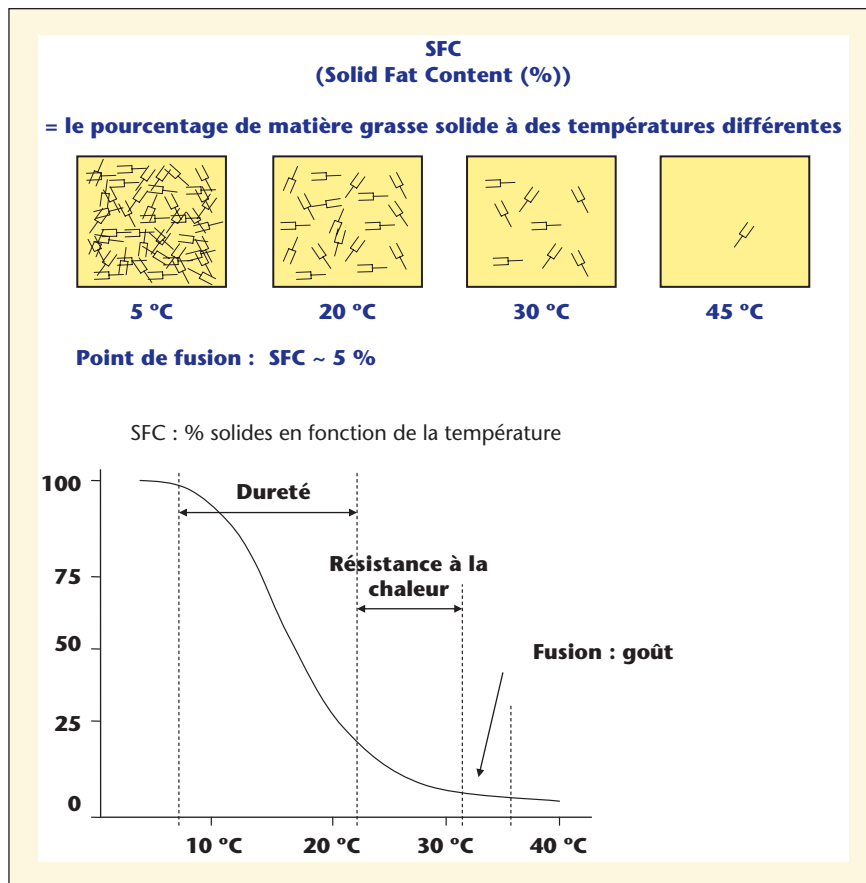 SFC
(Solid Fat Content (%))
= le pourcentage de matière grasse solide à des températures différentes
5 °C 20 °C 30 °C 45 °C
Point de fusion : SFC ~ 5 %
SFC : % solides en fonction de la température
100
Dureté
Résistance à la
chaleur
75
50
Fusion : goût
25
0
10 °C 20 °C 30 °C 40 °C